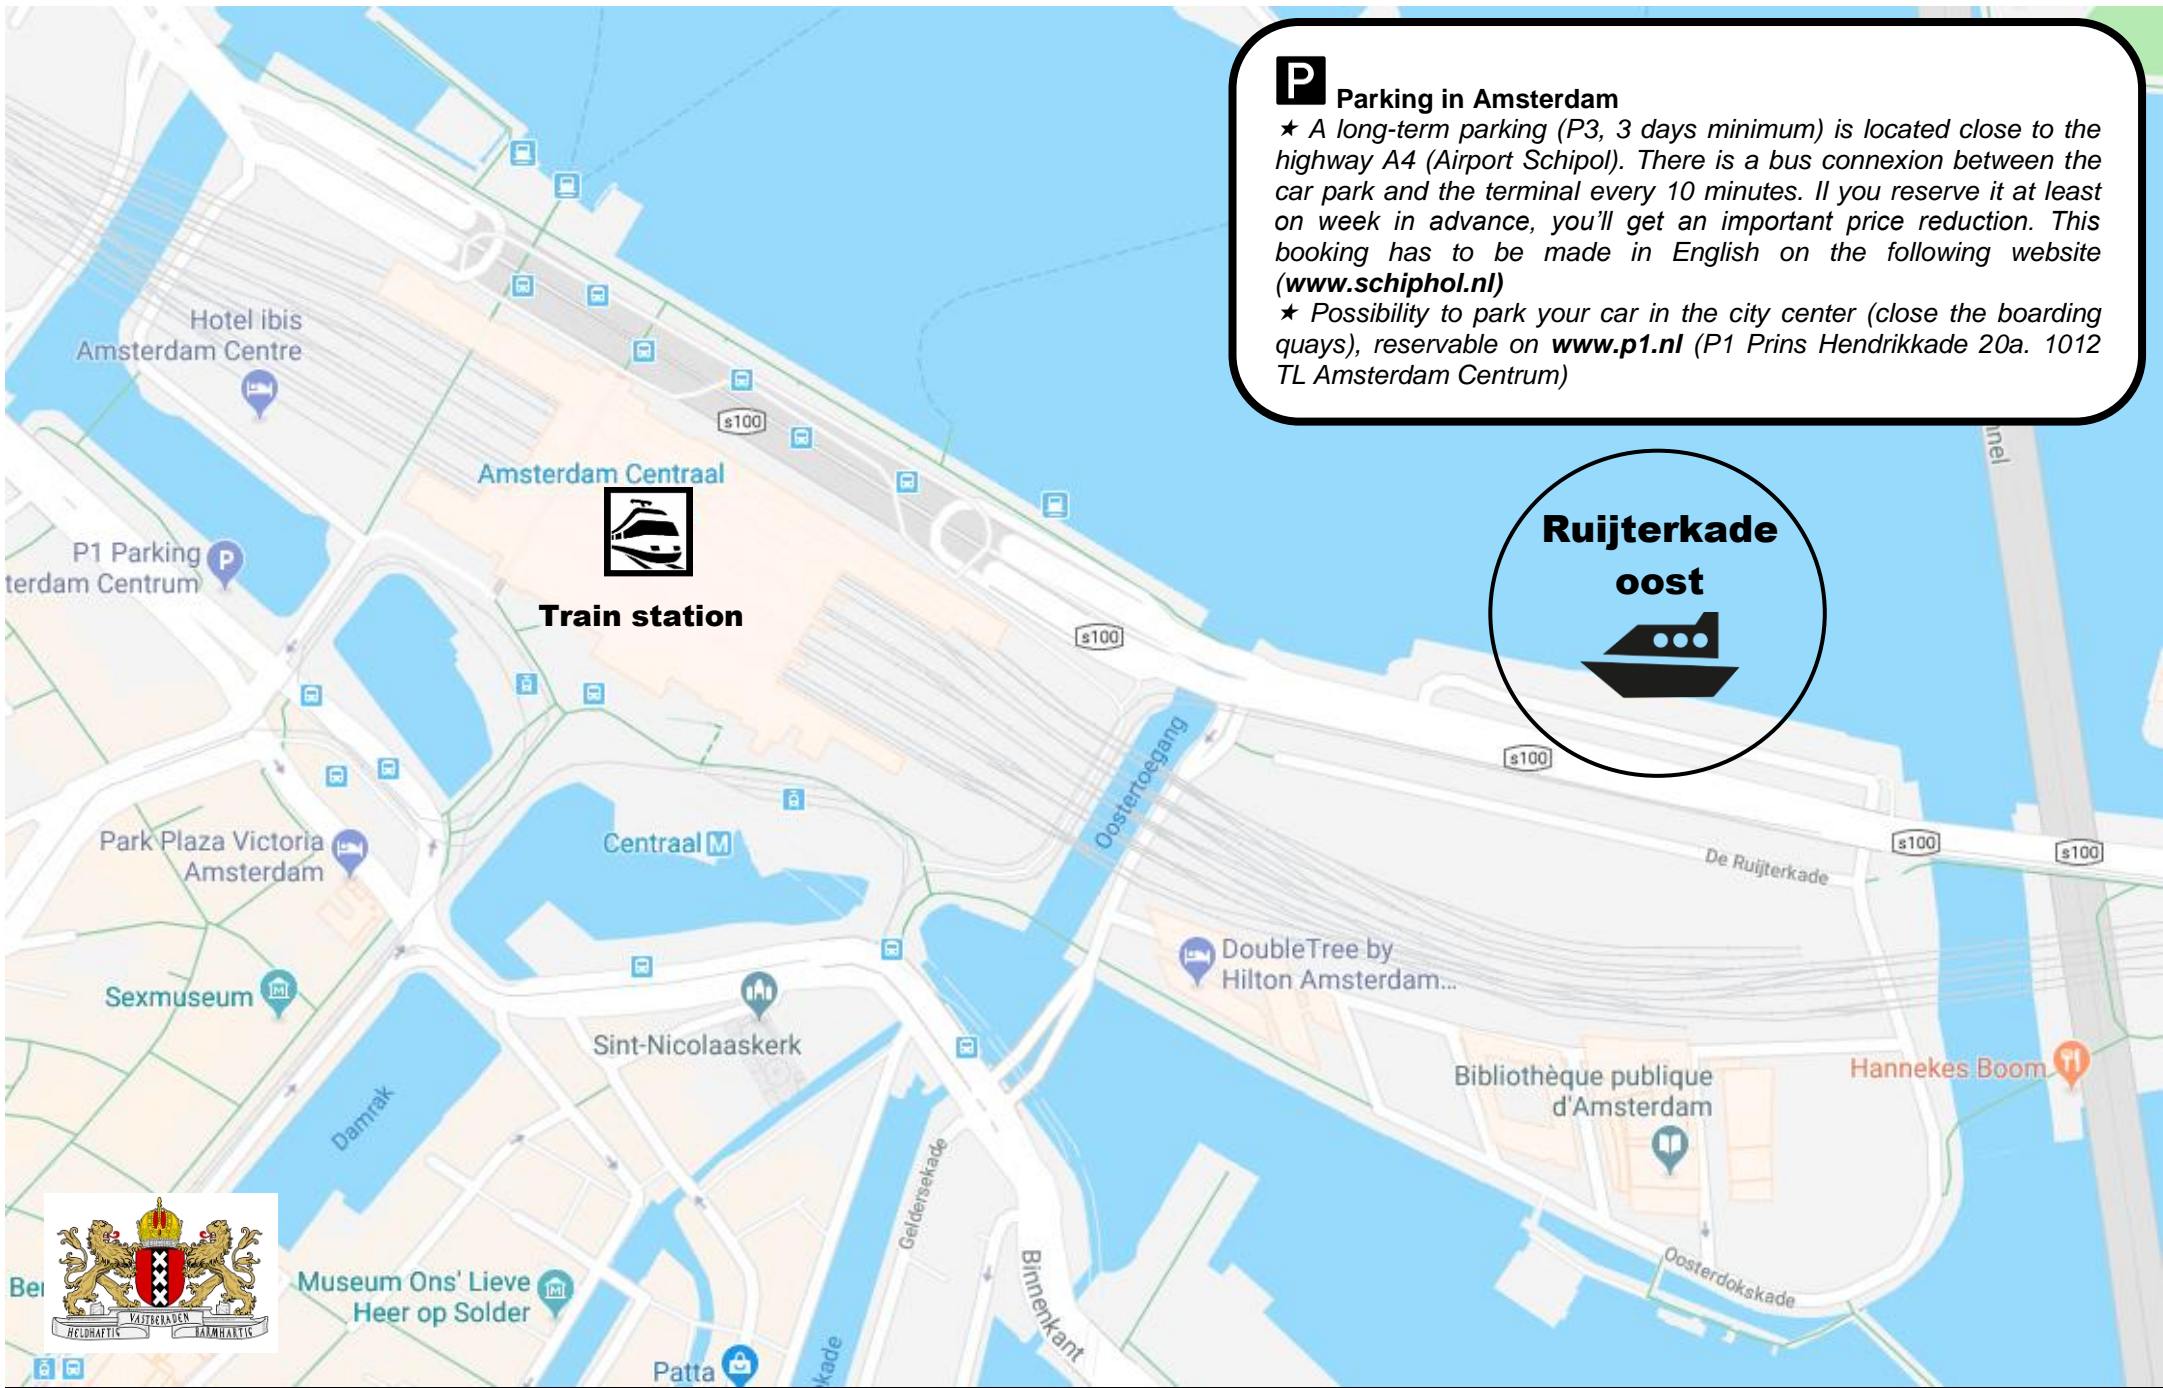 P Parking in Amsterdam
★ A long-term parking (P3, 3 days minimum) is located close to the
highway A4 (Airport Schipol). There is a bus connexion between the
car park and the terminal every 10 minutes. Il you reserve it at least
on week in advance, you'll get an important price reduction. This
booking has to be made in English on the following website
(www.schiphol.nl)
★ Possibility to park your car in the city center (close the boarding
quays), reservable on www.p1.nl (P1 Prins Hendrikkade 20a. 1012
TL Amsterdam Centrum)
Hotel ibis
Amsterdam Centre
s100
nnel
Amsterdam Centraal
Train station
Ruijterkade
oost
P1 Parking
terdam Centrum
P
s100
s100
Oostertoegang
Park Plaza Victoria
Amsterdam
Centraal M
De Ruijterkade
s100
s100
DoubleTree by
Hilton Amsterdam...
Sexmuseum
Sint-Nicolaaskerk
Hannekes Boom
Bibliothèque publique
d'Amsterdam
Damrak
Geldersekade
Binnenkant
Oosterdokskade
Ber
Museum Ons' Lieve
Heer op Solder
HELDHAFTIG VASTBERADEN BARMHARTIG
Patta
kade